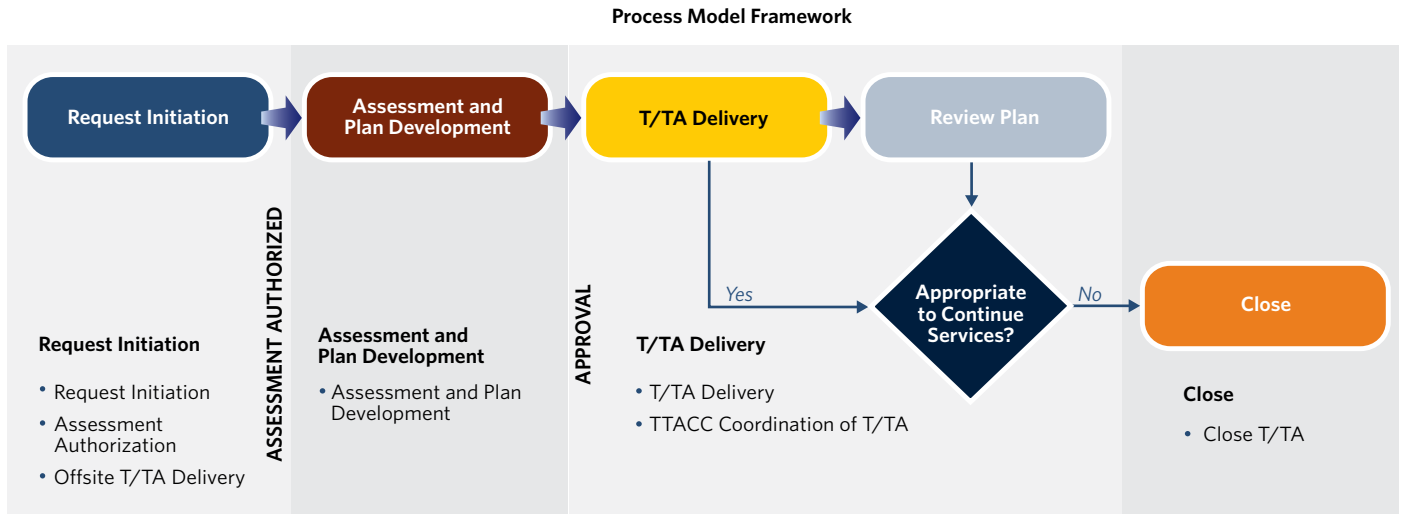 Process Model Framework
Request Initiation
Assessment and
Plan Development
T/TA Delivery
Review Plan
ASSESSMENT AUTHORIZED
APPROVAL
Yes
Appropriate
to Continue
Services?
No
Close
Request Initiation
• Request Initiation
• Assessment
Authorization
• Offsite T/TA Delivery
Assessment and
Plan Development
• Assessment and Plan
Development
T/TA Delivery
• T/TA Delivery
• TTACC Coordination of T/TA
Close
• Close T/TA